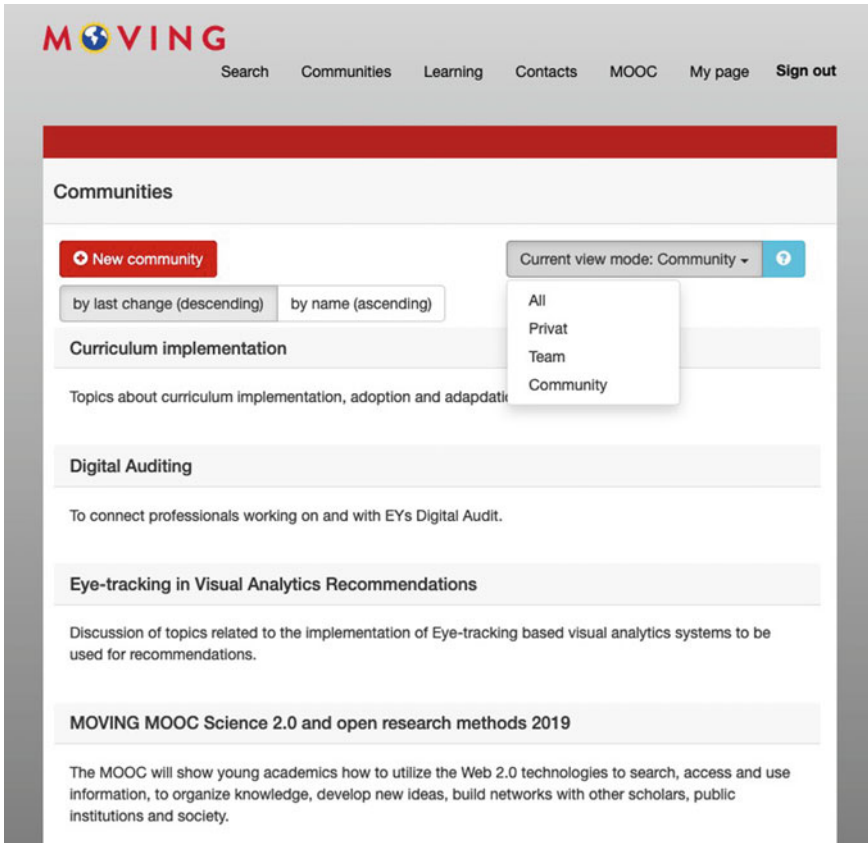 MOVING
Search Communities Learning Contacts MOOC My page Sign out
Communities
New community
Current view mode: Community
?
by last change (descending) by name (ascending)
All
Privat
Team
Community
Curriculum implementation
Topics about curriculum implementation, adoption and
Digital Auditing
To connect professionals working on and with EYs Digital Audit.
Eye-tracking in Visual Analytics Recommendations
Discussion of topics related to the implementation of Eye-tracking based visual analytics systems to be
used for recommendations.
MOVING MOOC Science 2.0 and open research methods 2019
The MOOC will show young academics how to utilize the Web 2.0 technologies to search, access and use
information, to organize knowledge, develop new ideas, build networks with other scholars, public
institutions and society.